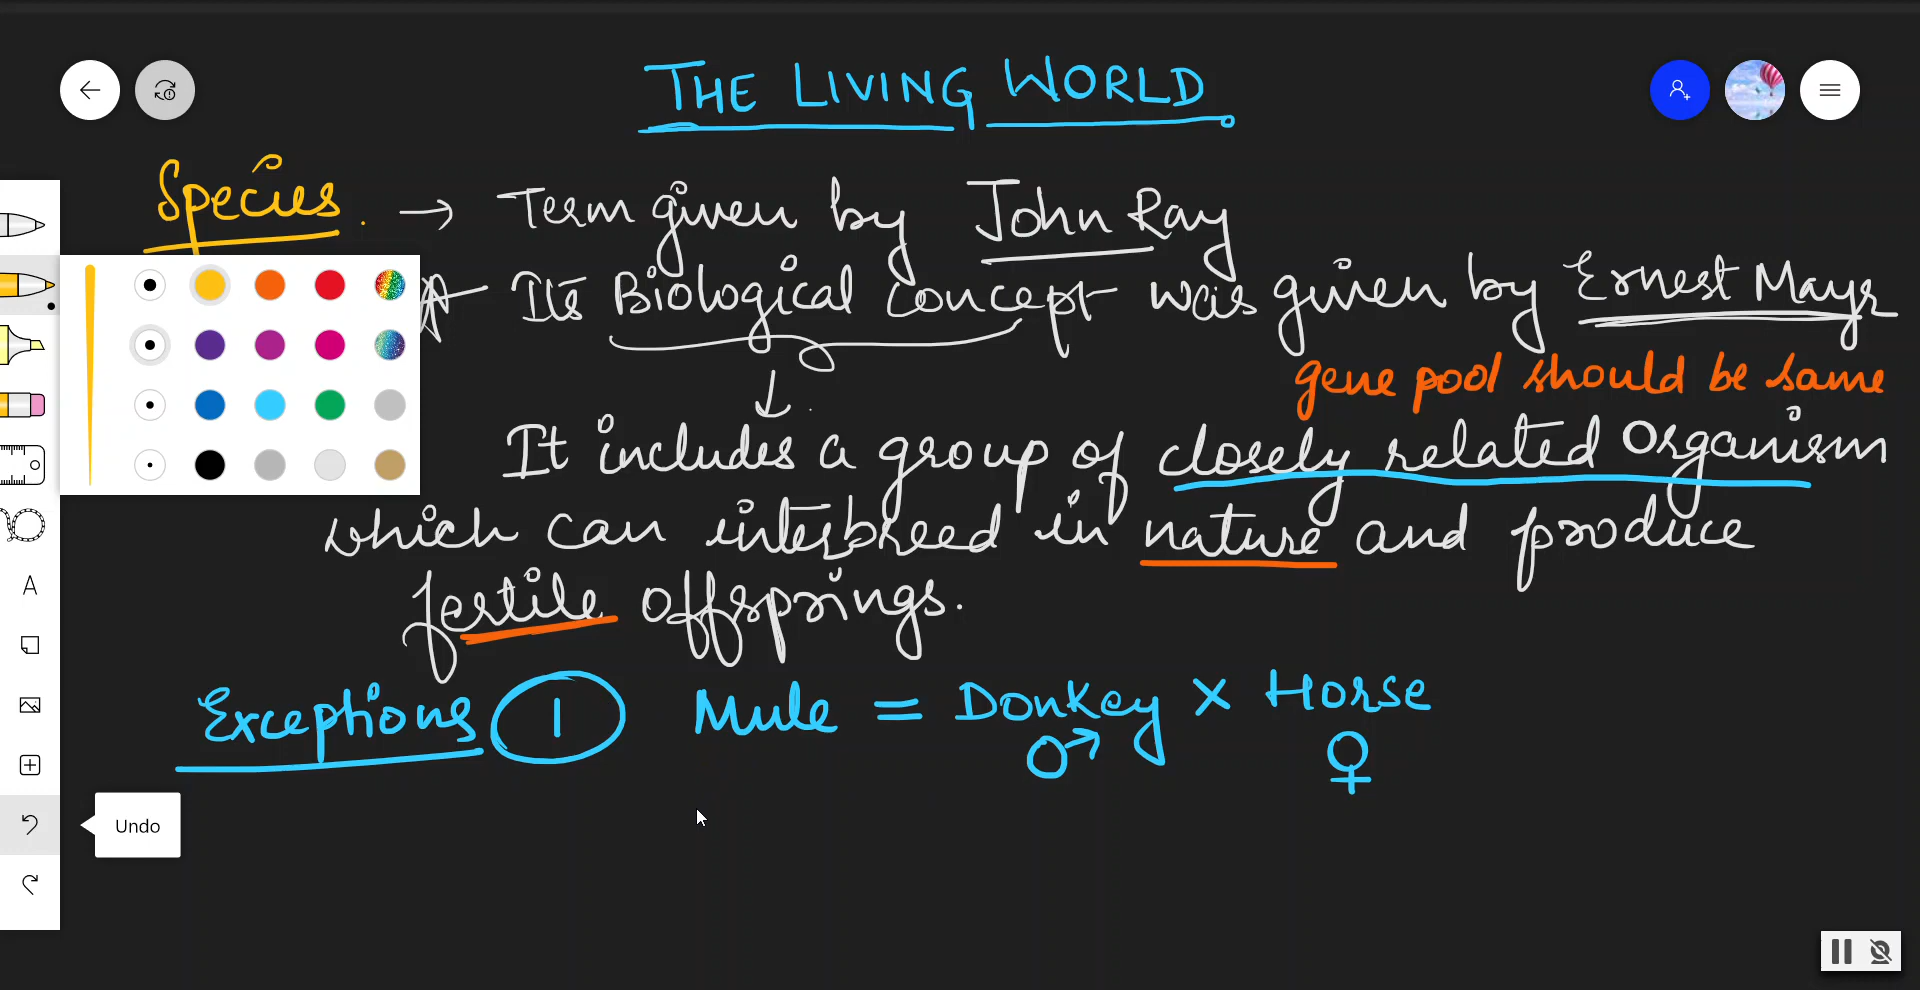 THE LIVING WORLD
Species. → Term given by John Ray
Its Biological concept was given by Ernest Mayr
gene pool should be same
↓
It includes a group of closely related Organism
which can interbreed in nature and produce
fertile offsprings.
Exceptions 1 Mule = Donkey × Horse
♂ ♀
A
Undo